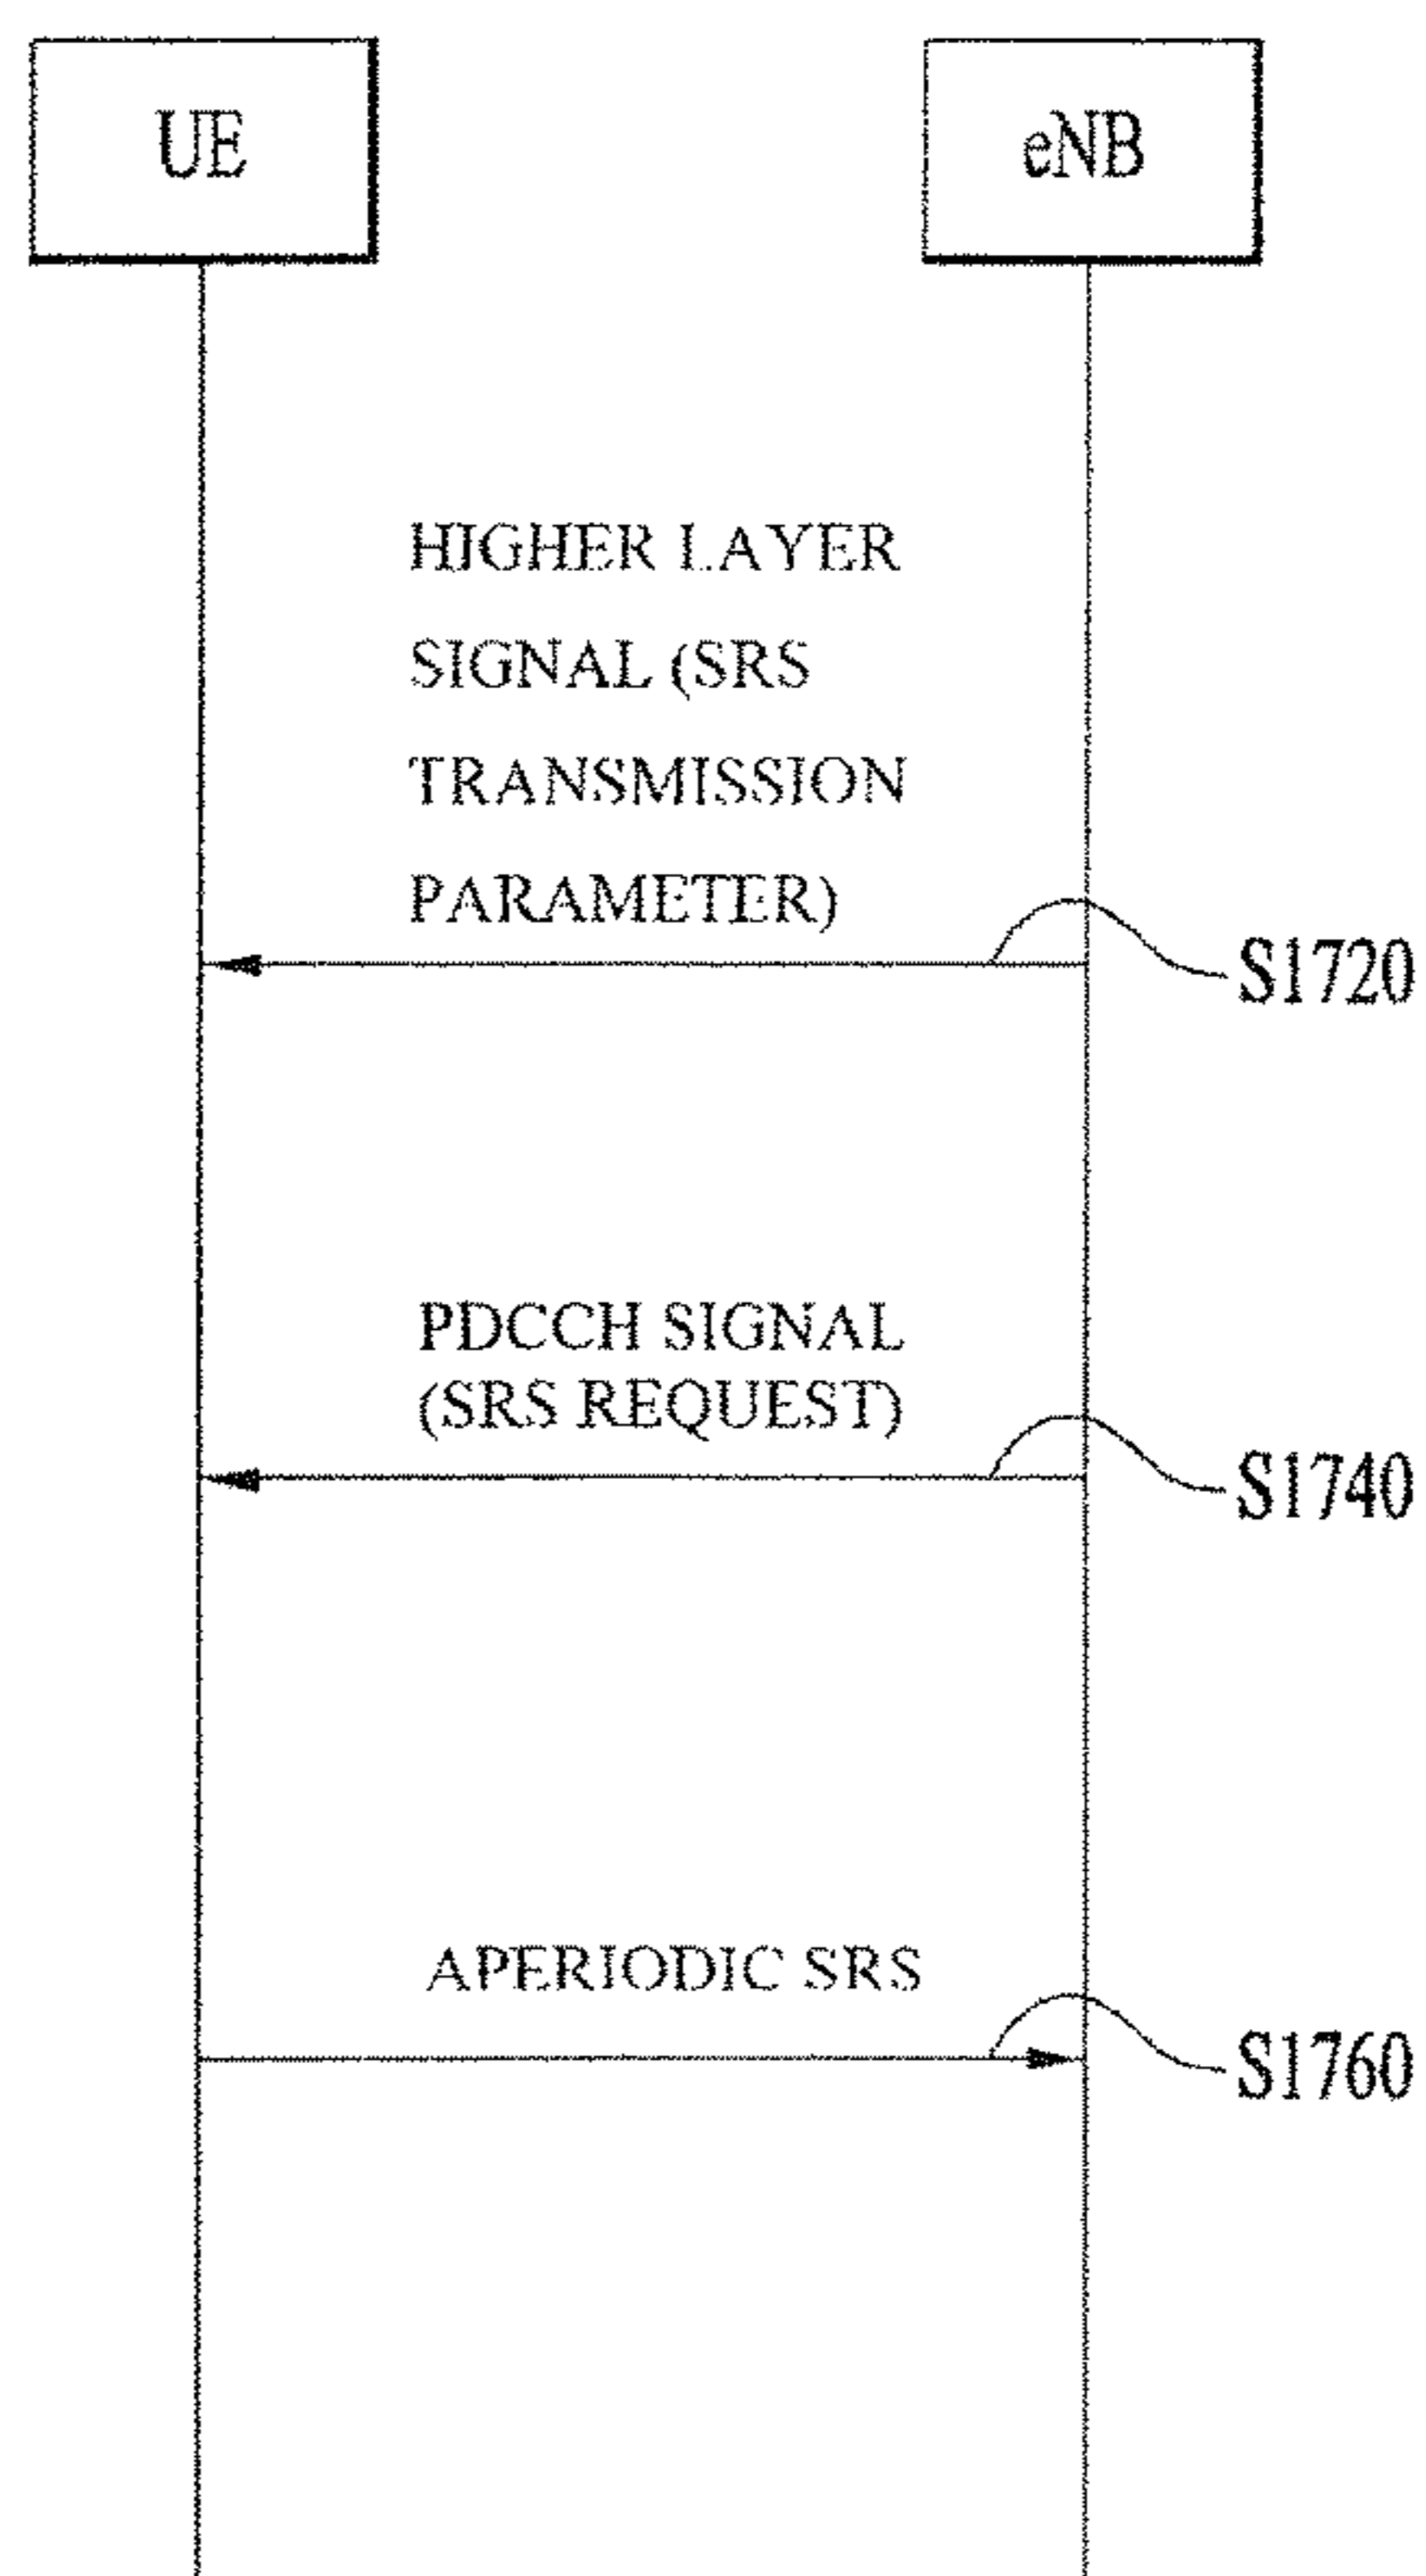 UE
eNB
HIGHER LAYER
SIGNAL (SRS
TRANSMISSION
PARAMETER)
S1720
PDCCH SIGNAL
(SRS REQUEST)
S1740
APERIODIC SRS
S1760